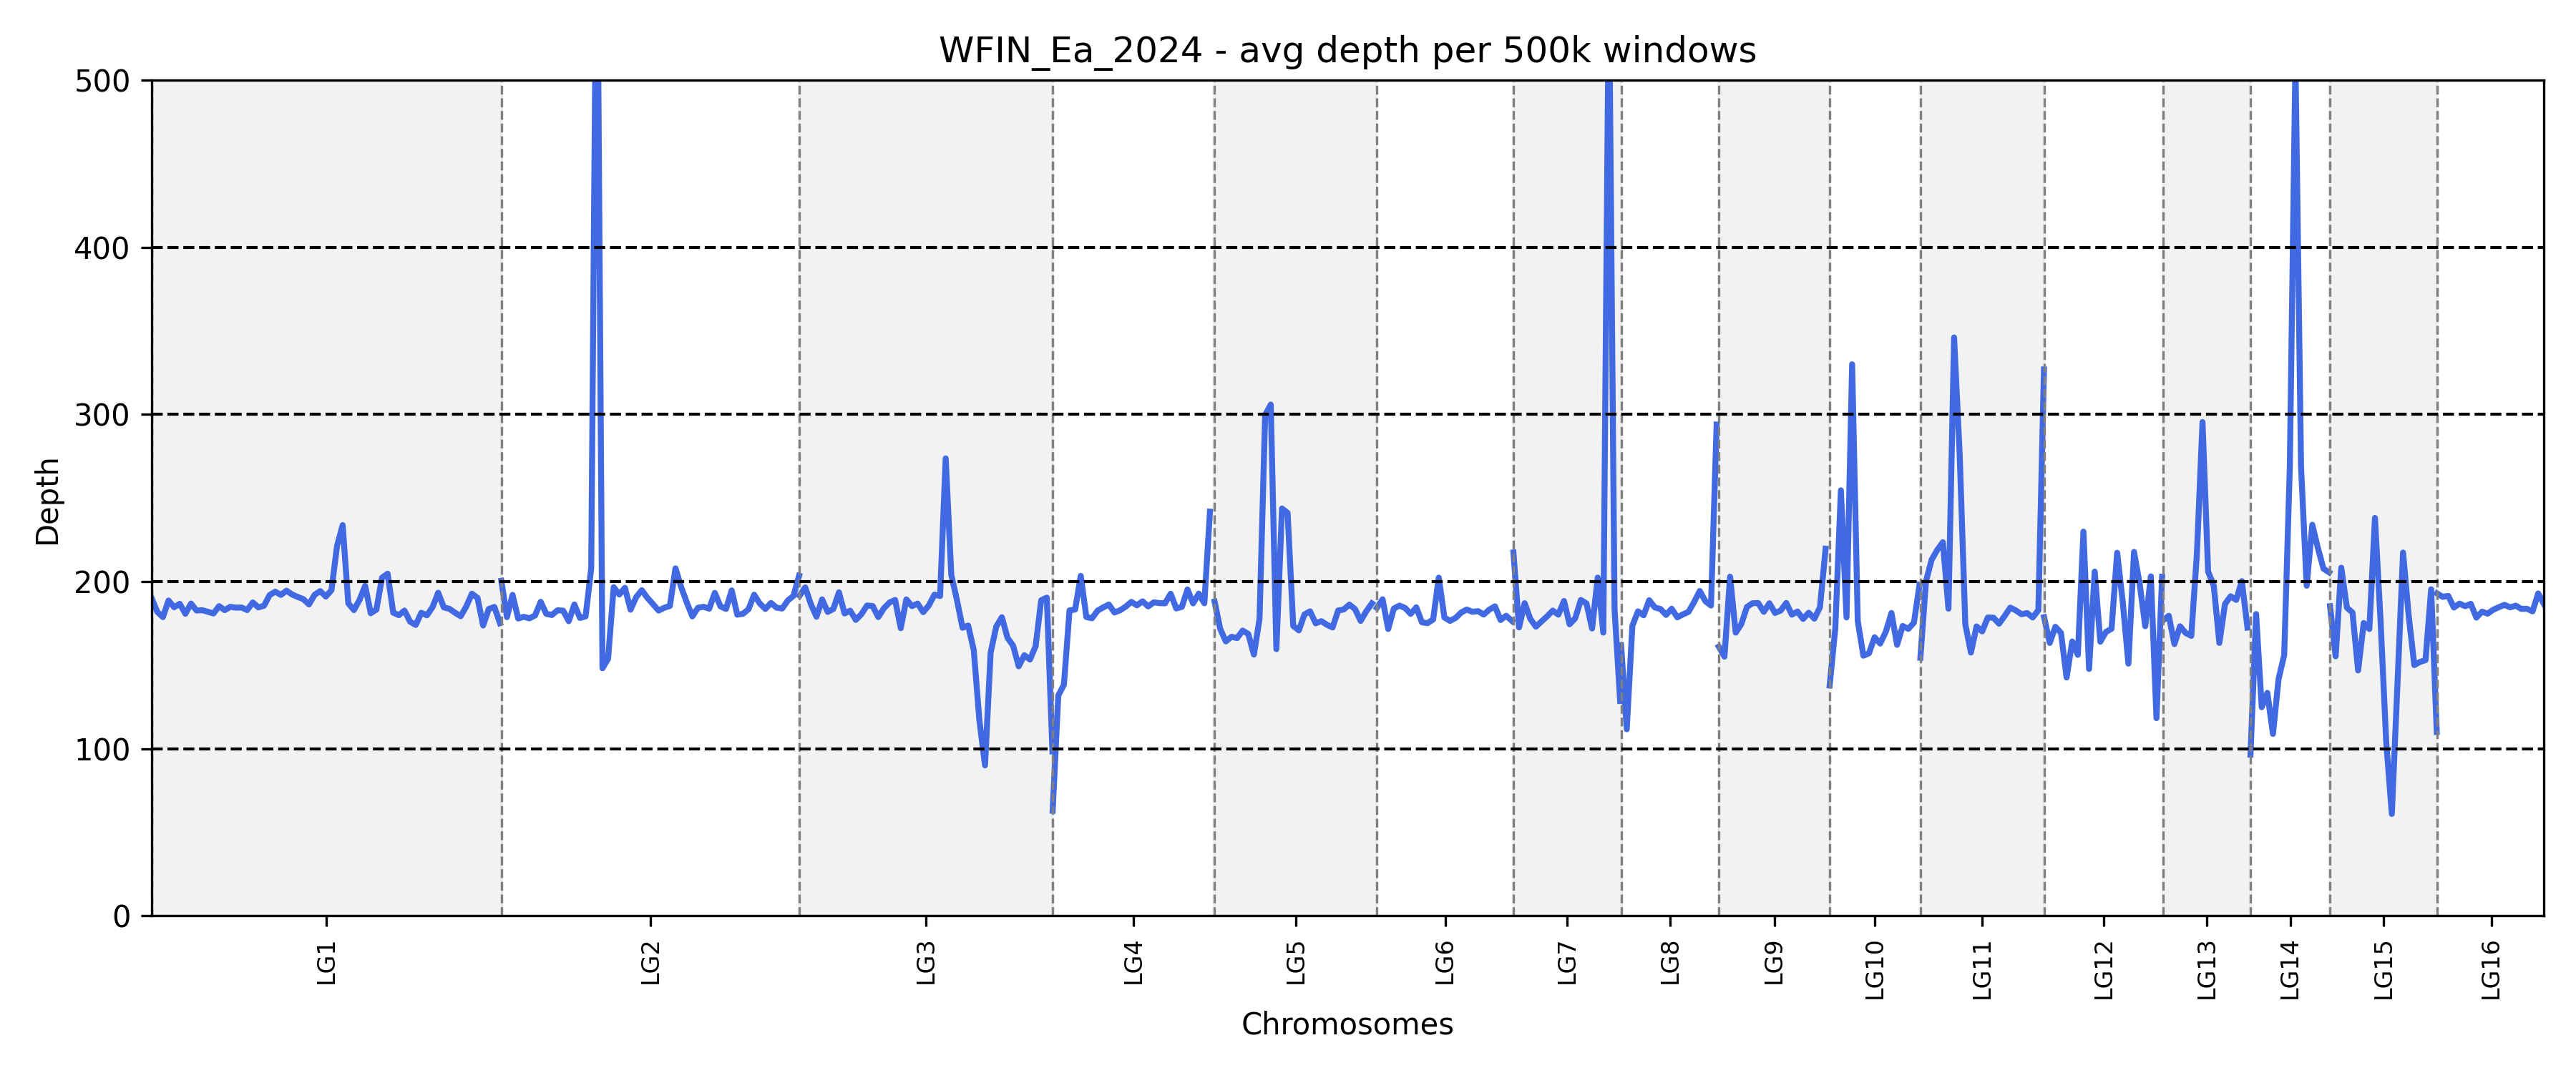 WFIN_Ea_2024 - avg depth per 500k windows
500
400
300
200
100
0
Depth
LG1
LG2
LG3
LG4
LG5
LG6
LG7
LG8
LG9
LG10
LG11
LG12
LG13
LG14
LG15
LG16
Chromosomes